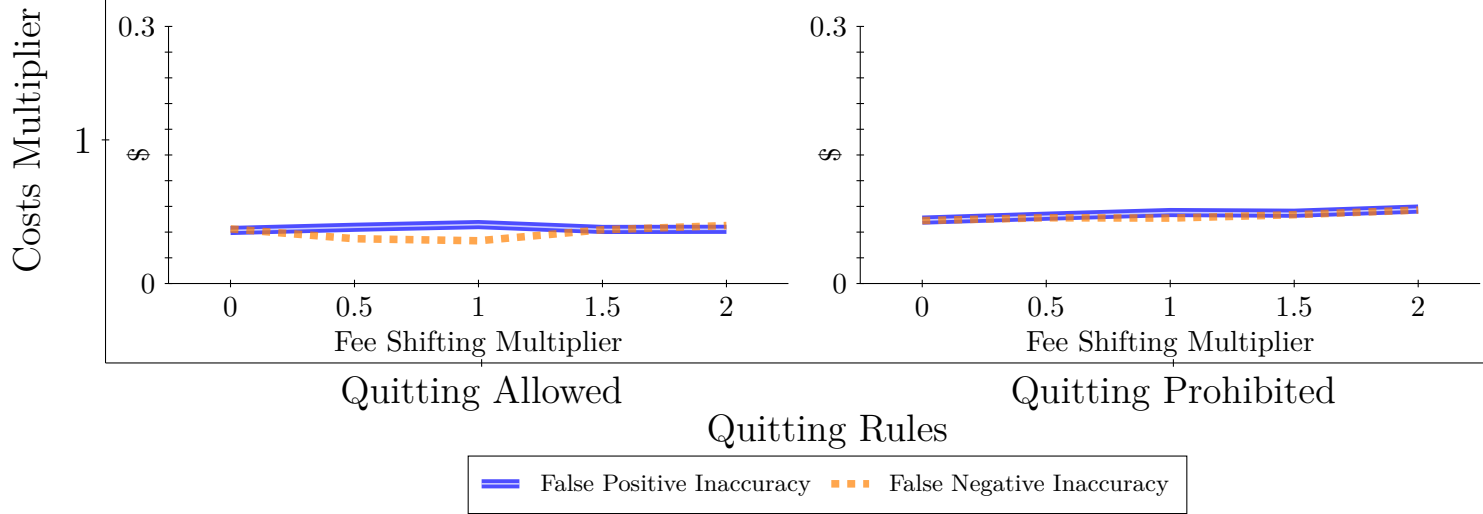 Costs Multiplier
1
0.3
$
0
0 0.5 1 1.5 2
Fee Shifting Multiplier
Quitting Allowed
0.3
$
0
0 0.5 1 1.5 2
Fee Shifting Multiplier
Quitting Prohibited
Quitting Rules
False Positive Inaccuracy False Negative Inaccuracy